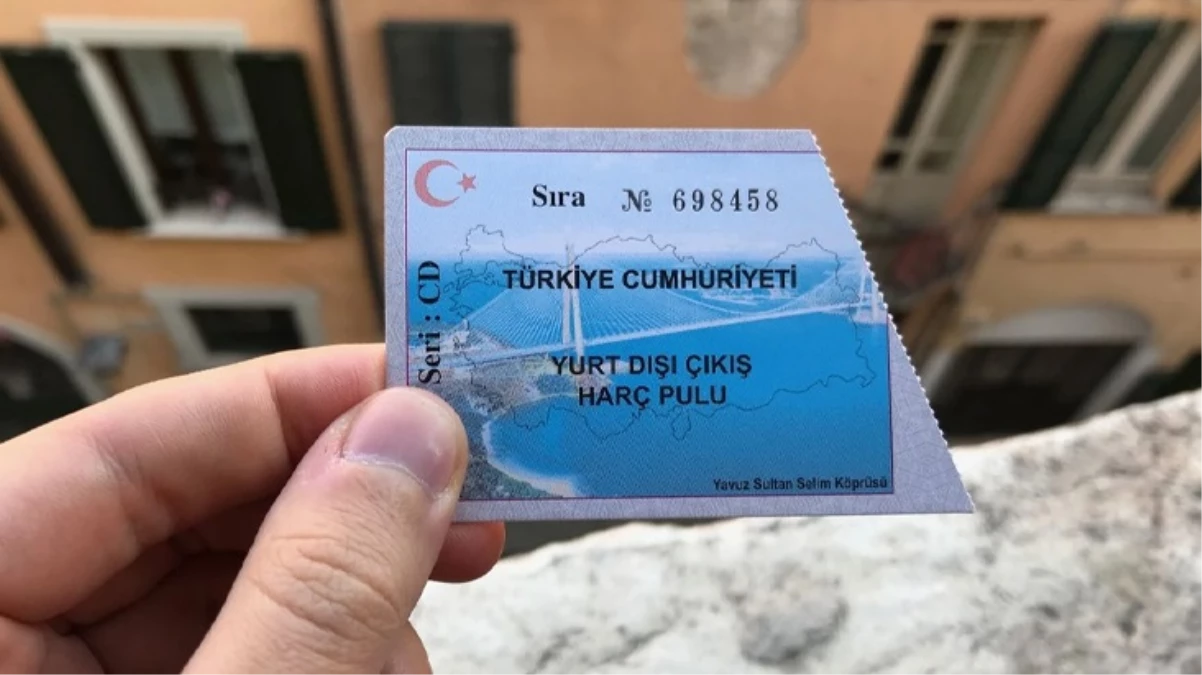 Sıra № 698458
Seri : CD
TÜRKİYE CUMHURİYETİ
YURT DIŞI ÇIKIŞ
HARÇ PULU
Yavuz Sultan Selim Köprüsü